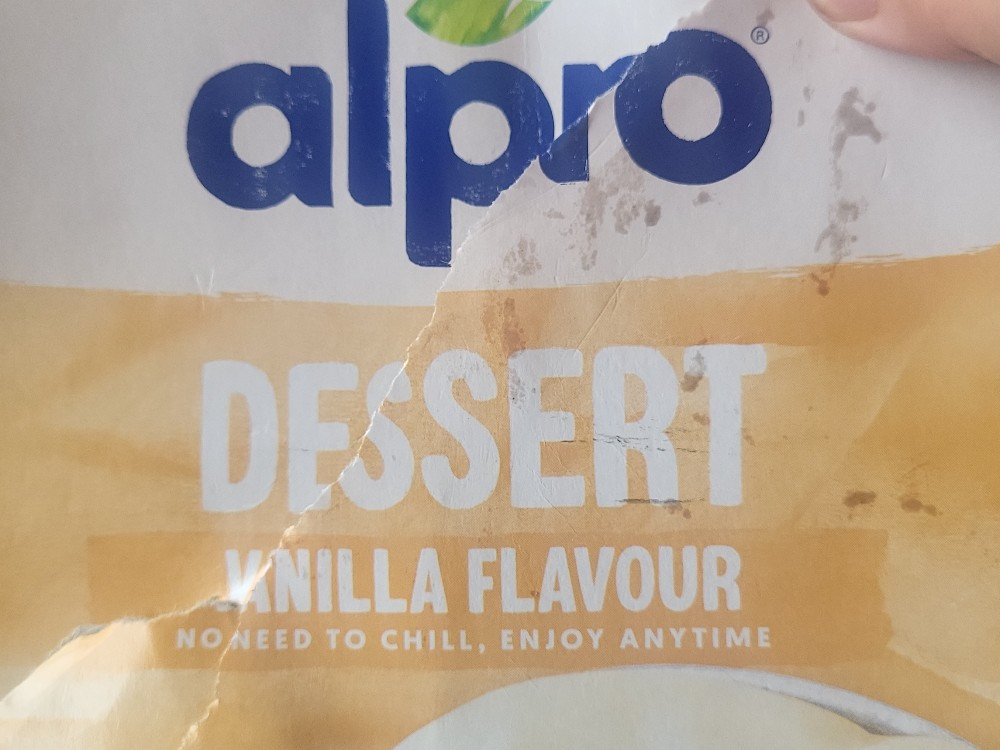 alpro®
DESSERT
VANILLA FLAVOUR
NO NEED TO CHILL, ENJOY ANYTIME